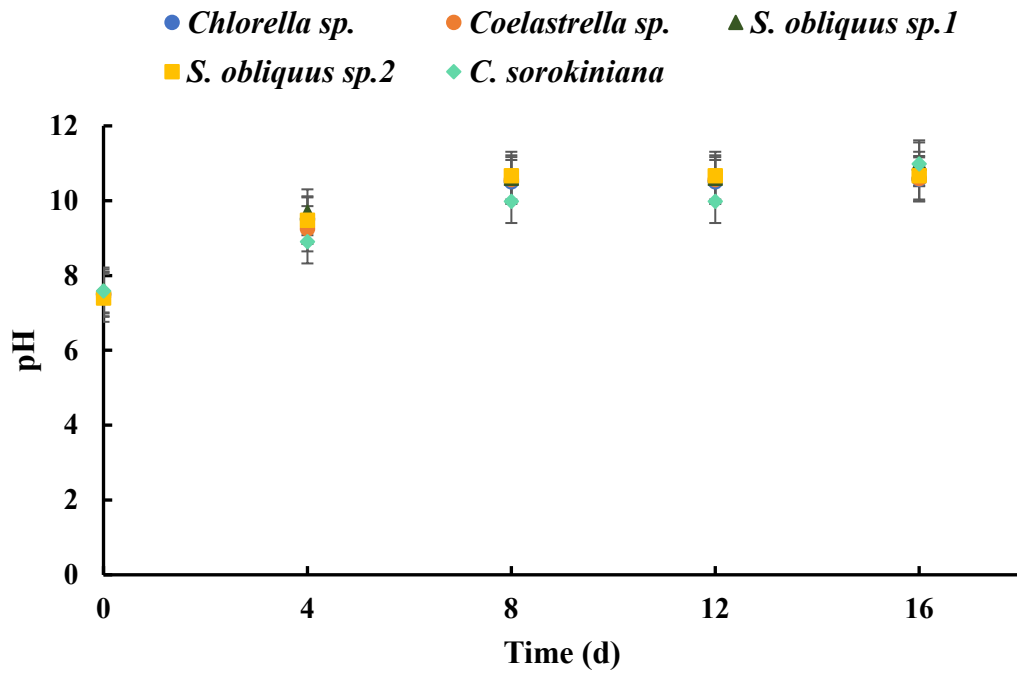 Chlorella sp. Coelastrella sp. S. obliquus sp.1
S. obliquus sp.2 C. sorokiniana
12
10
8
6
4
2
0
pH
0 4 8 12 16
Time (d)